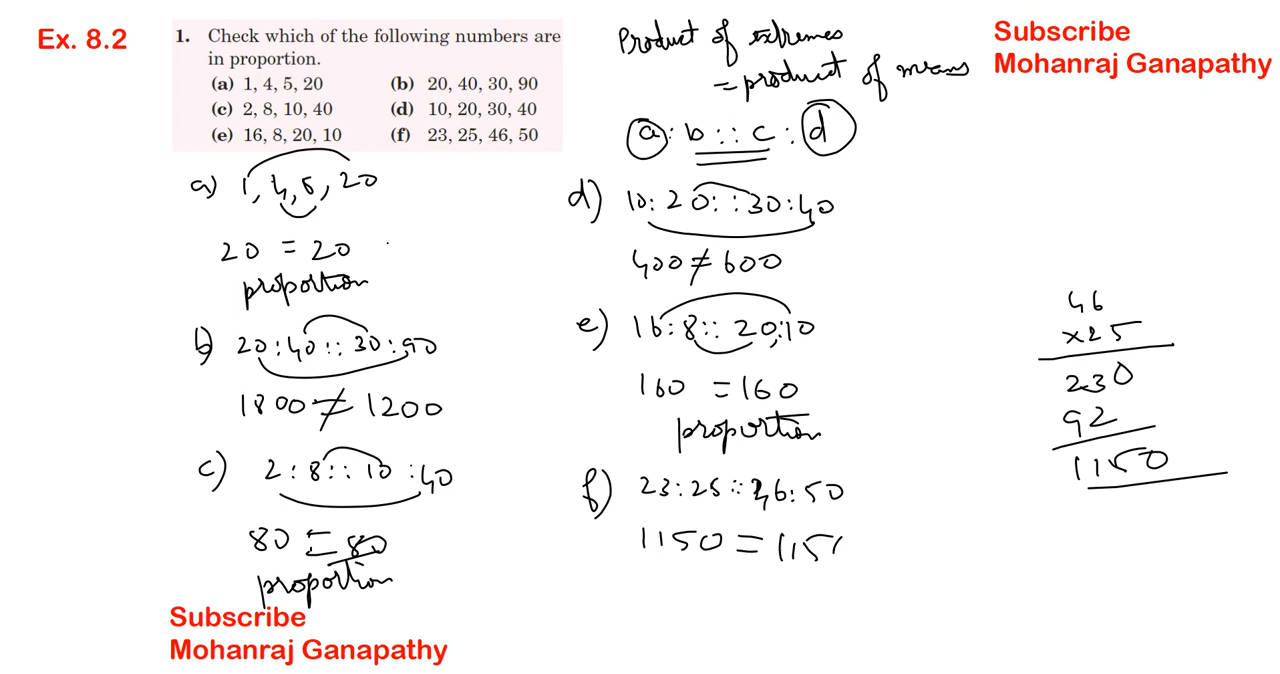 Ex. 8.2
1. Check which of the following numbers are
in proportion.
(a) 1, 4, 5, 20 (b) 20, 40, 30, 90
(c) 2, 8, 10, 40 (d) 10, 20, 30, 40
(e) 16, 8, 20, 10 (f) 23, 25, 46, 50
Product of extremes
= product of means
a : b : : c : d
Subscribe
Mohanraj Ganapathy
a) 1, 4, 5, 20
20 = 20
proportion
b) 20 : 40 : : 30 : 90
1800 ≠ 1200
c) 2 : 8 : : 10 : 40
80 = 80
proportion
d) 10 : 20 : : 30 : 40
400 ≠ 600
e) 16 : 8 : : 20 : 10
160 = 160
proportion
f) 23 : 25 : : 46 : 50
1150 = 115
46
x25
230
92
1150
Subscribe
Mohanraj Ganapathy